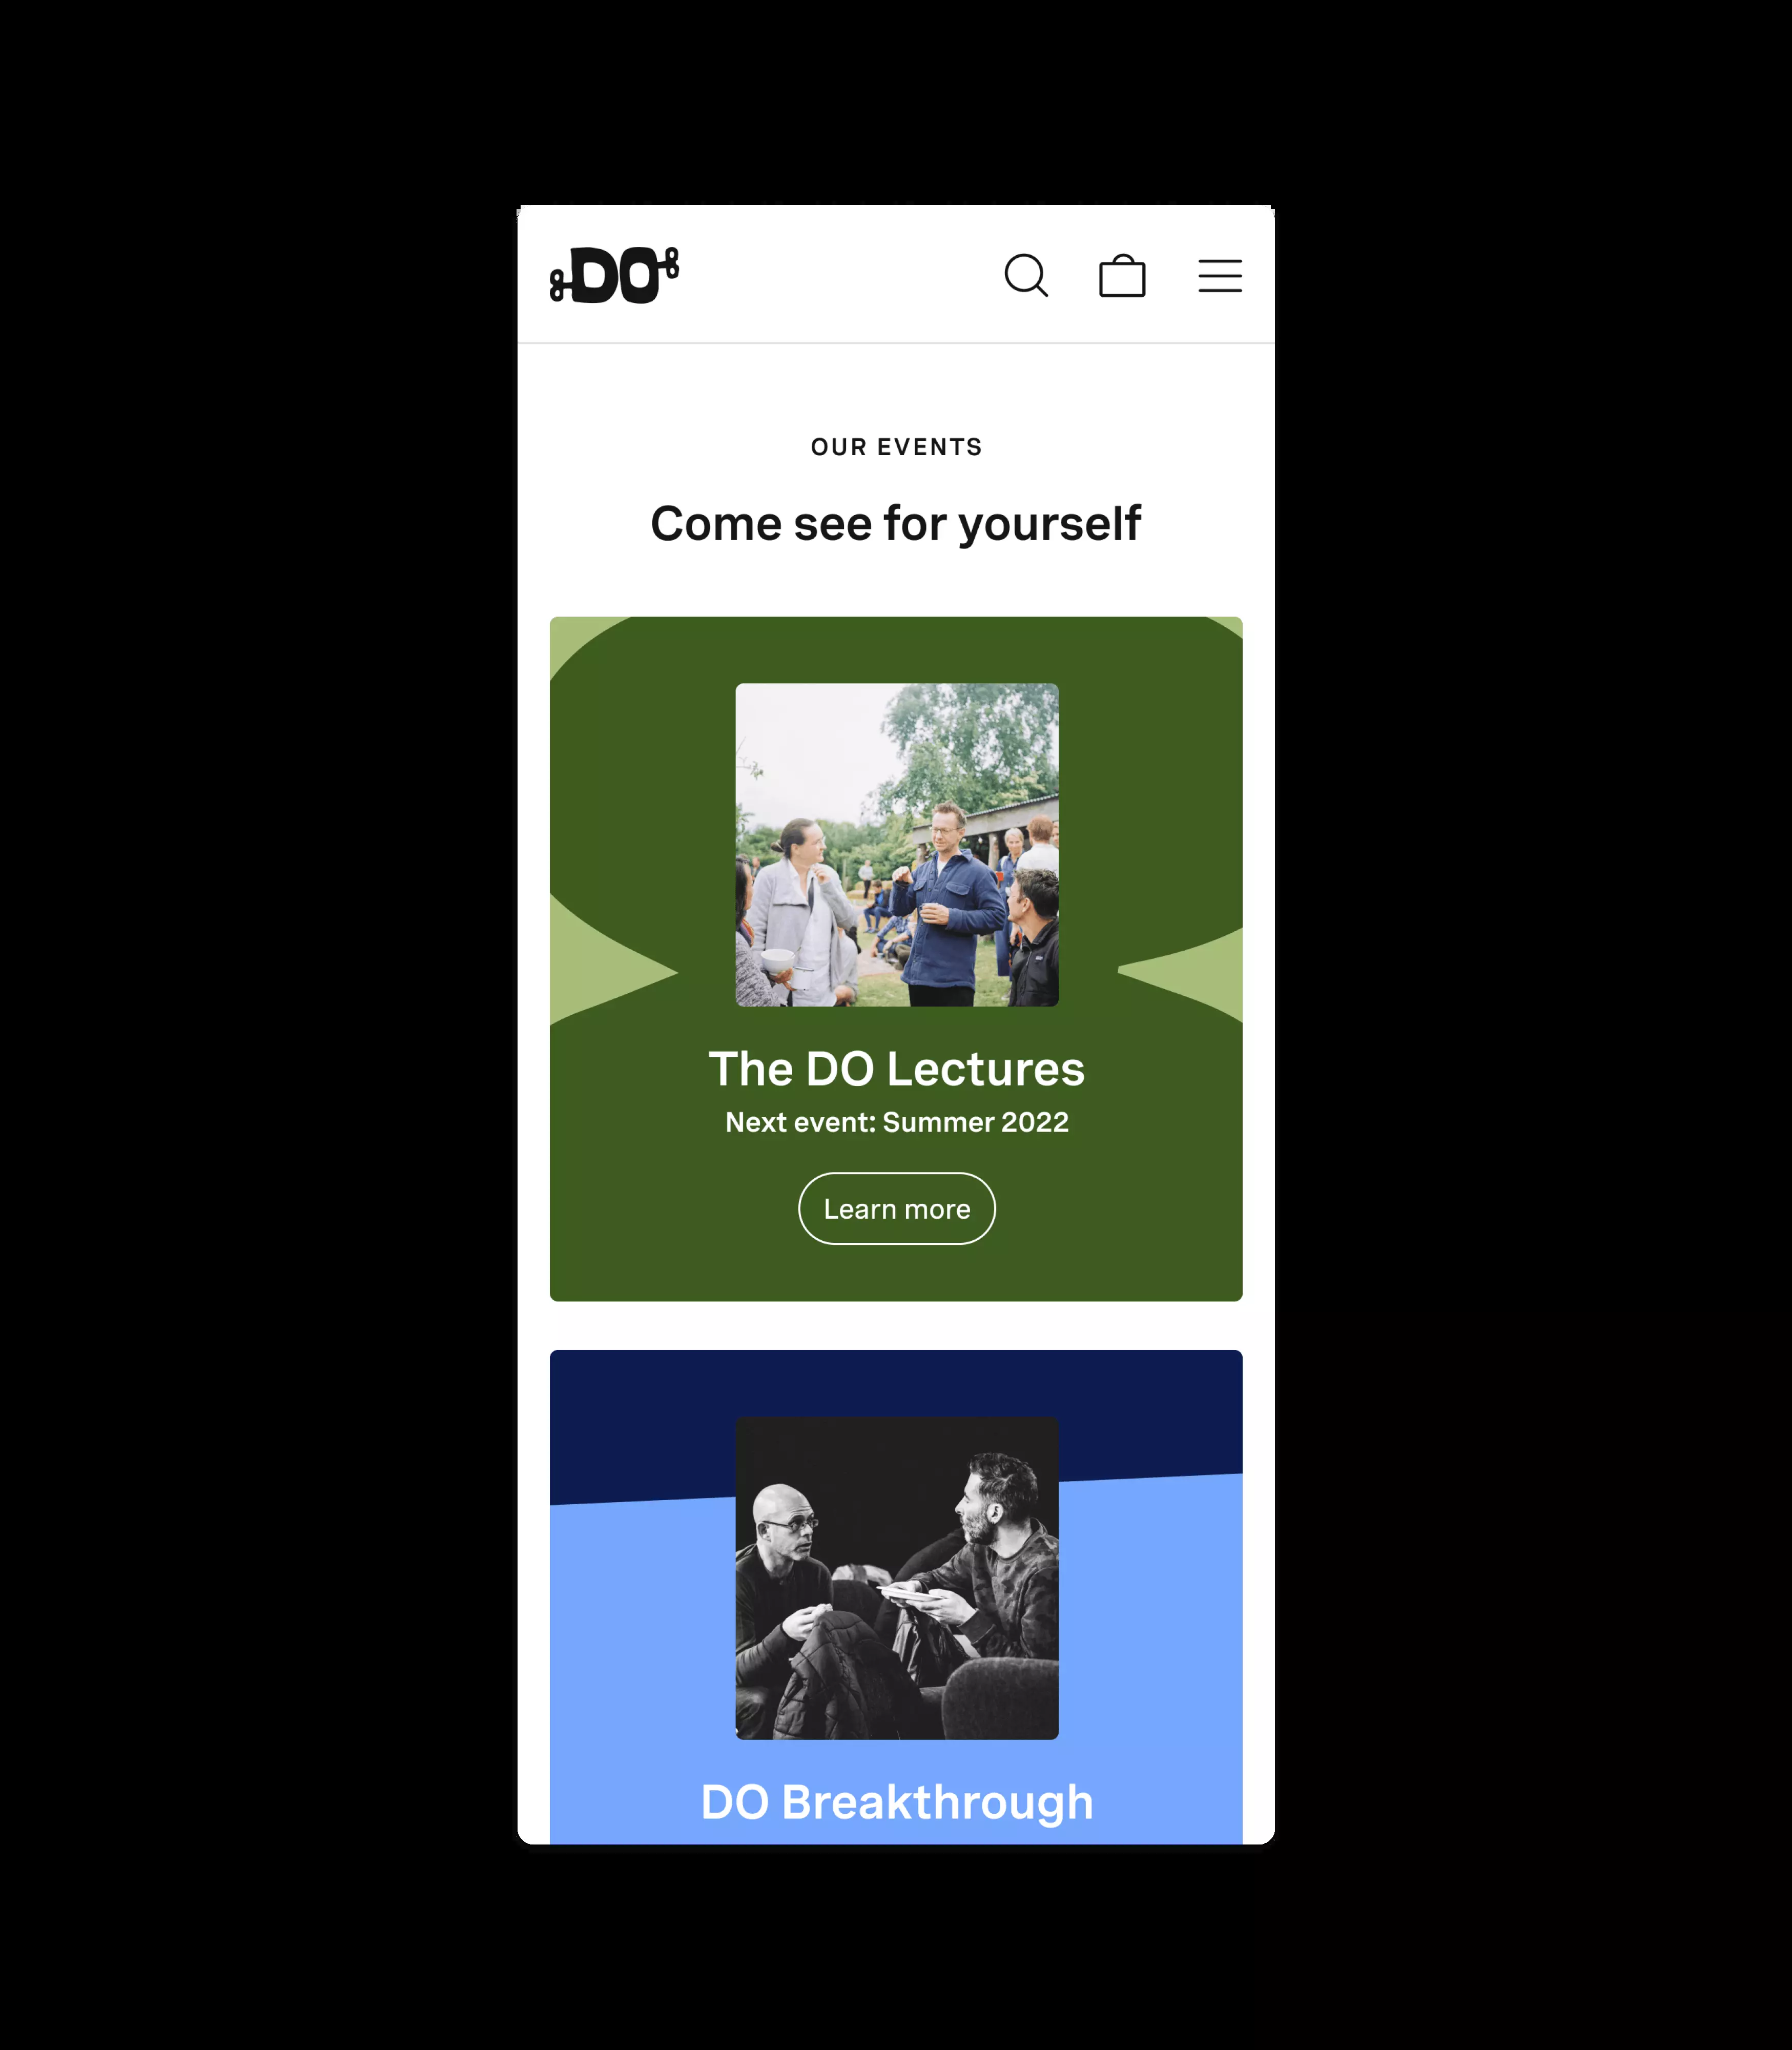 DO
OUR EVENTS
Come see for yourself
The DO Lectures
Next event: Summer 2022
Learn more
DO Breakthrough